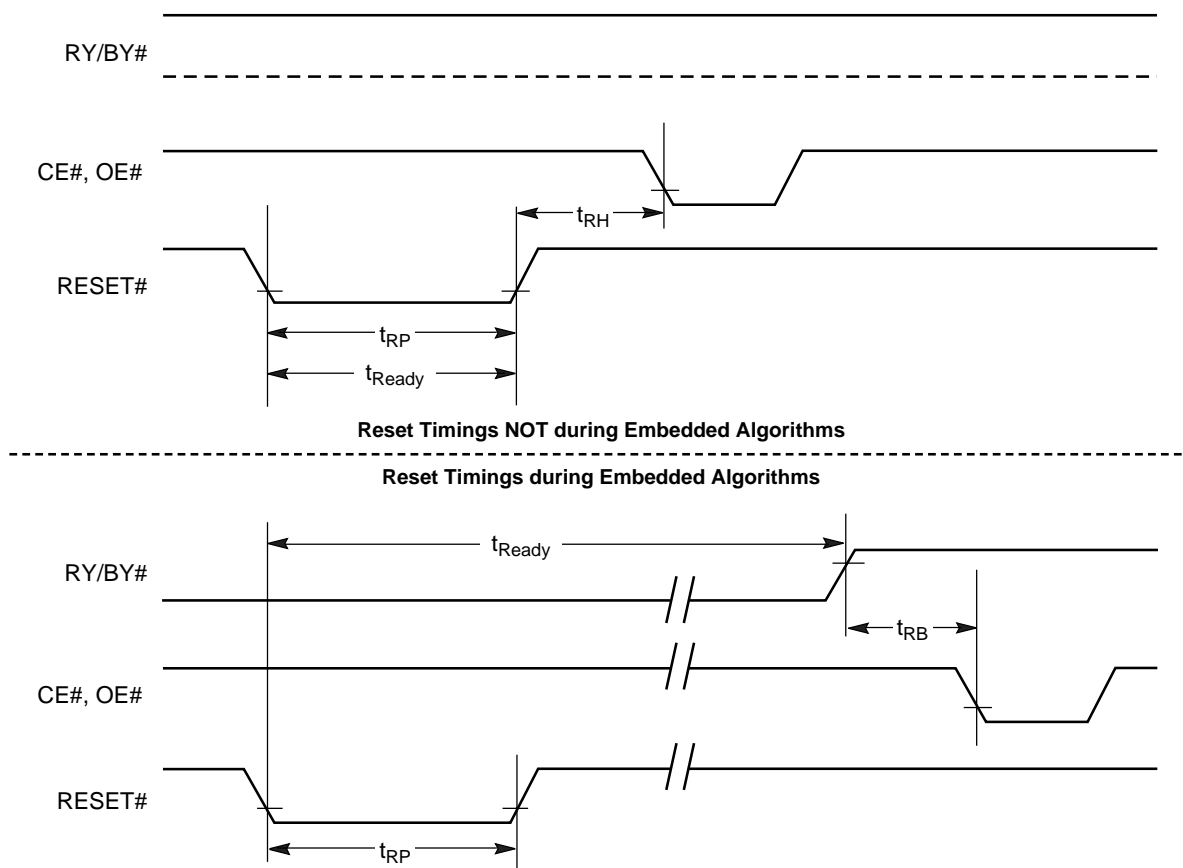 RY/BY#
CE#, OE#
tRH
RESET#
tRP
tReady
Reset Timings NOT during Embedded Algorithms
Reset Timings during Embedded Algorithms
tReady
RY/BY#
tRB
CE#, OE#
RESET#
tRP